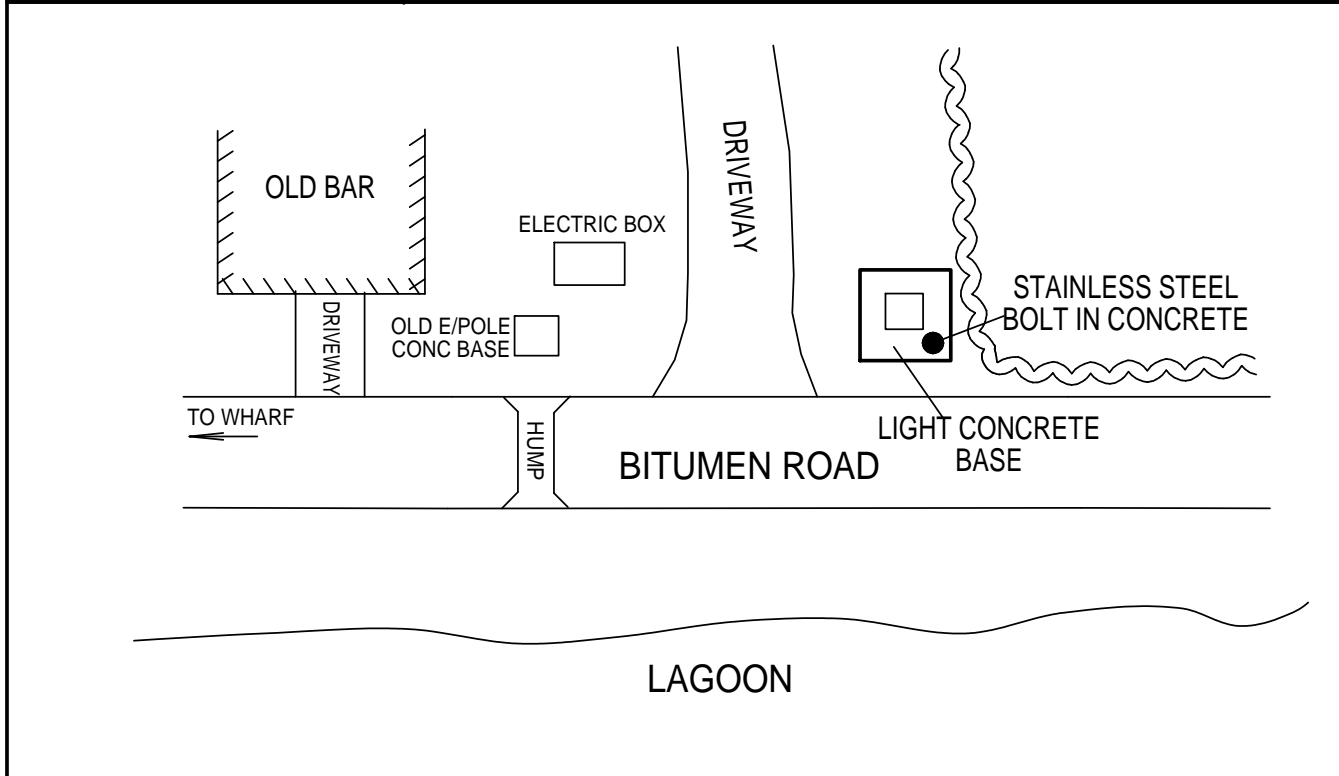 DRIVEWAY
OLD BAR
ELECTRIC BOX
STAINLESS STEEL
BOLT IN CONCRETE
DRIVEWAY
OLD E/POLE
CONC BASE
TO WHARF
HUMP
BITUMEN ROAD
LIGHT CONCRETE
BASE
LAGOON